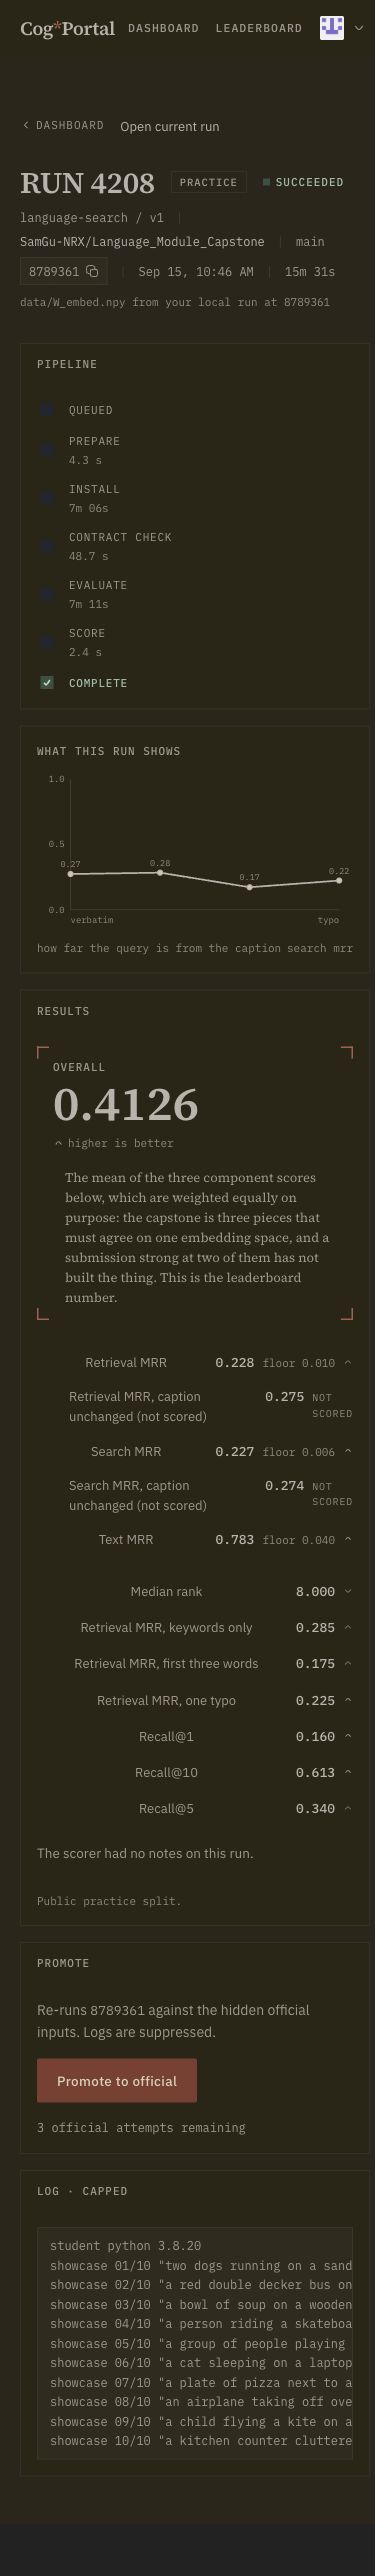 Cog*Portal DASHBOARD LEADERBOARD
DASHBOARD Open current run
RUN 4208 PRACTICE SUCCEEDED
language-search / v1
SamGu-NRX/Language_Module_Capstone main
8789361 Sep 15, 10:46 AM 15m 31s
data/W_embed.npy from your local run at 8789361
PIPELINE
QUEUED
PREPARE
4.3 s
INSTALL
7m 06s
CONTRACT CHECK
48.7 s
EVALUATE
7m 11s
SCORE
2.4 s
COMPLETE
WHAT THIS RUN SHOWS
1.0
0.5
0.27 0.28 0.17 0.22
0.0
verbatim typo
how far the query is from the caption search mrr
RESULTS
OVERALL
0.4126
higher is better
The mean of the three component scores
below, which are weighted equally on
purpose: the capstone is three pieces that
must agree on one embedding space, and a
submission strong at two of them has not
built the thing. This is the leaderboard
number.
Retrieval MRR 0.228 floor 0.010
Retrieval MRR, caption
unchanged (not scored) 0.275 NOT
SCORED
Search MRR 0.227 floor 0.006
Search MRR, caption
unchanged (not scored) 0.274 NOT
SCORED
Text MRR 0.783 floor 0.040
Median rank 8.000
Retrieval MRR, keywords only 0.285
Retrieval MRR, first three words 0.175
Retrieval MRR, one typo 0.225
Recall@1 0.160
Recall@10 0.613
Recall@5 0.340
The scorer had no notes on this run.
Public practice split.
PROMOTE
Re-runs 8789361 against the hidden official
inputs. Logs are suppressed.
Promote to official
3 official attempts remaining
LOG · CAPPED
student python 3.8.20
showcase 01/10 "two dogs running on a sand
showcase 02/10 "a red double decker bus on
showcase 03/10 "a bowl of soup on a wooden
showcase 04/10 "a person riding a skateboa
showcase 05/10 "a group of people playing
showcase 06/10 "a cat sleeping on a laptop
showcase 07/10 "a plate of pizza next to a
showcase 08/10 "an airplane taking off ove
showcase 09/10 "a child flying a kite on a
showcase 10/10 "a kitchen counter cluttere